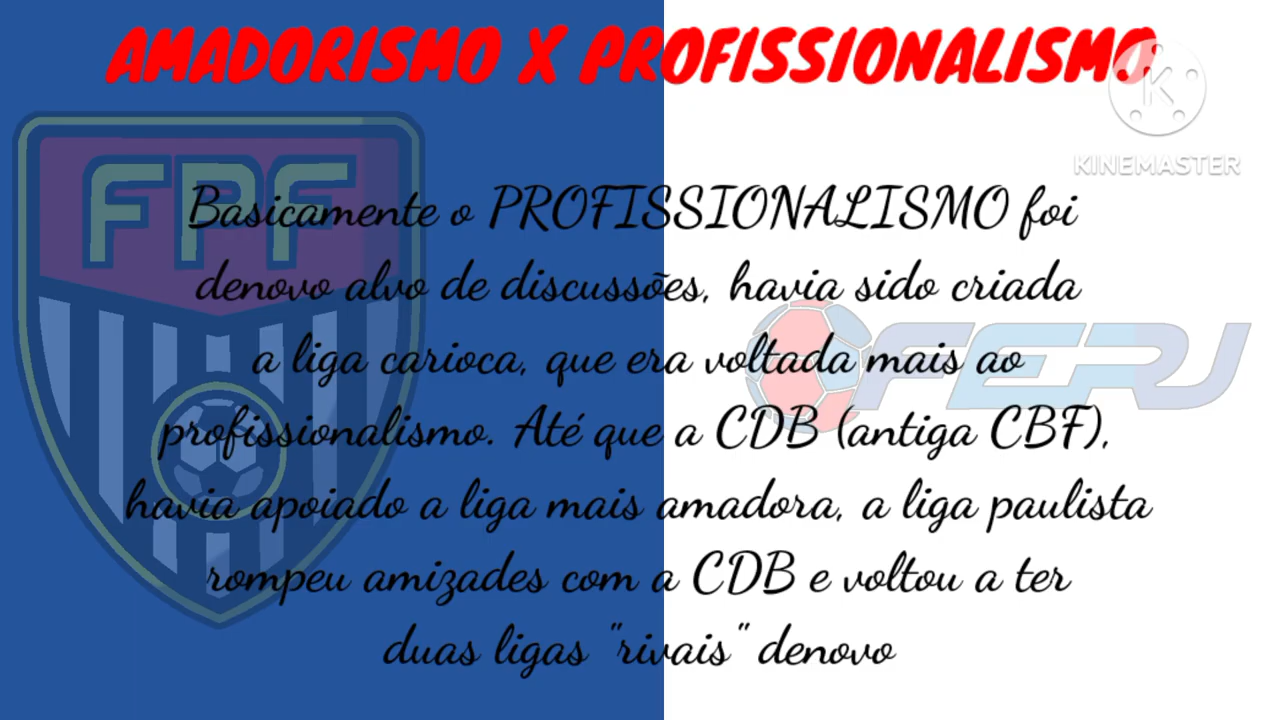 AMADORISMO X PROFISSIONALISMO
KINEMASTER
FPF
Basicamente o PROFISSIONALISMO foi
denovo alvo de discussões, havia sido criada
a liga carioca, que era voltada mais ao
FERJ
profissionalismo. Até que a CDB (antiga CBF),
havia apoiado a liga mais amadora, a liga paulista
rompeu amizades com a CDB e voltou a ter
duas ligas "rivais" denovo